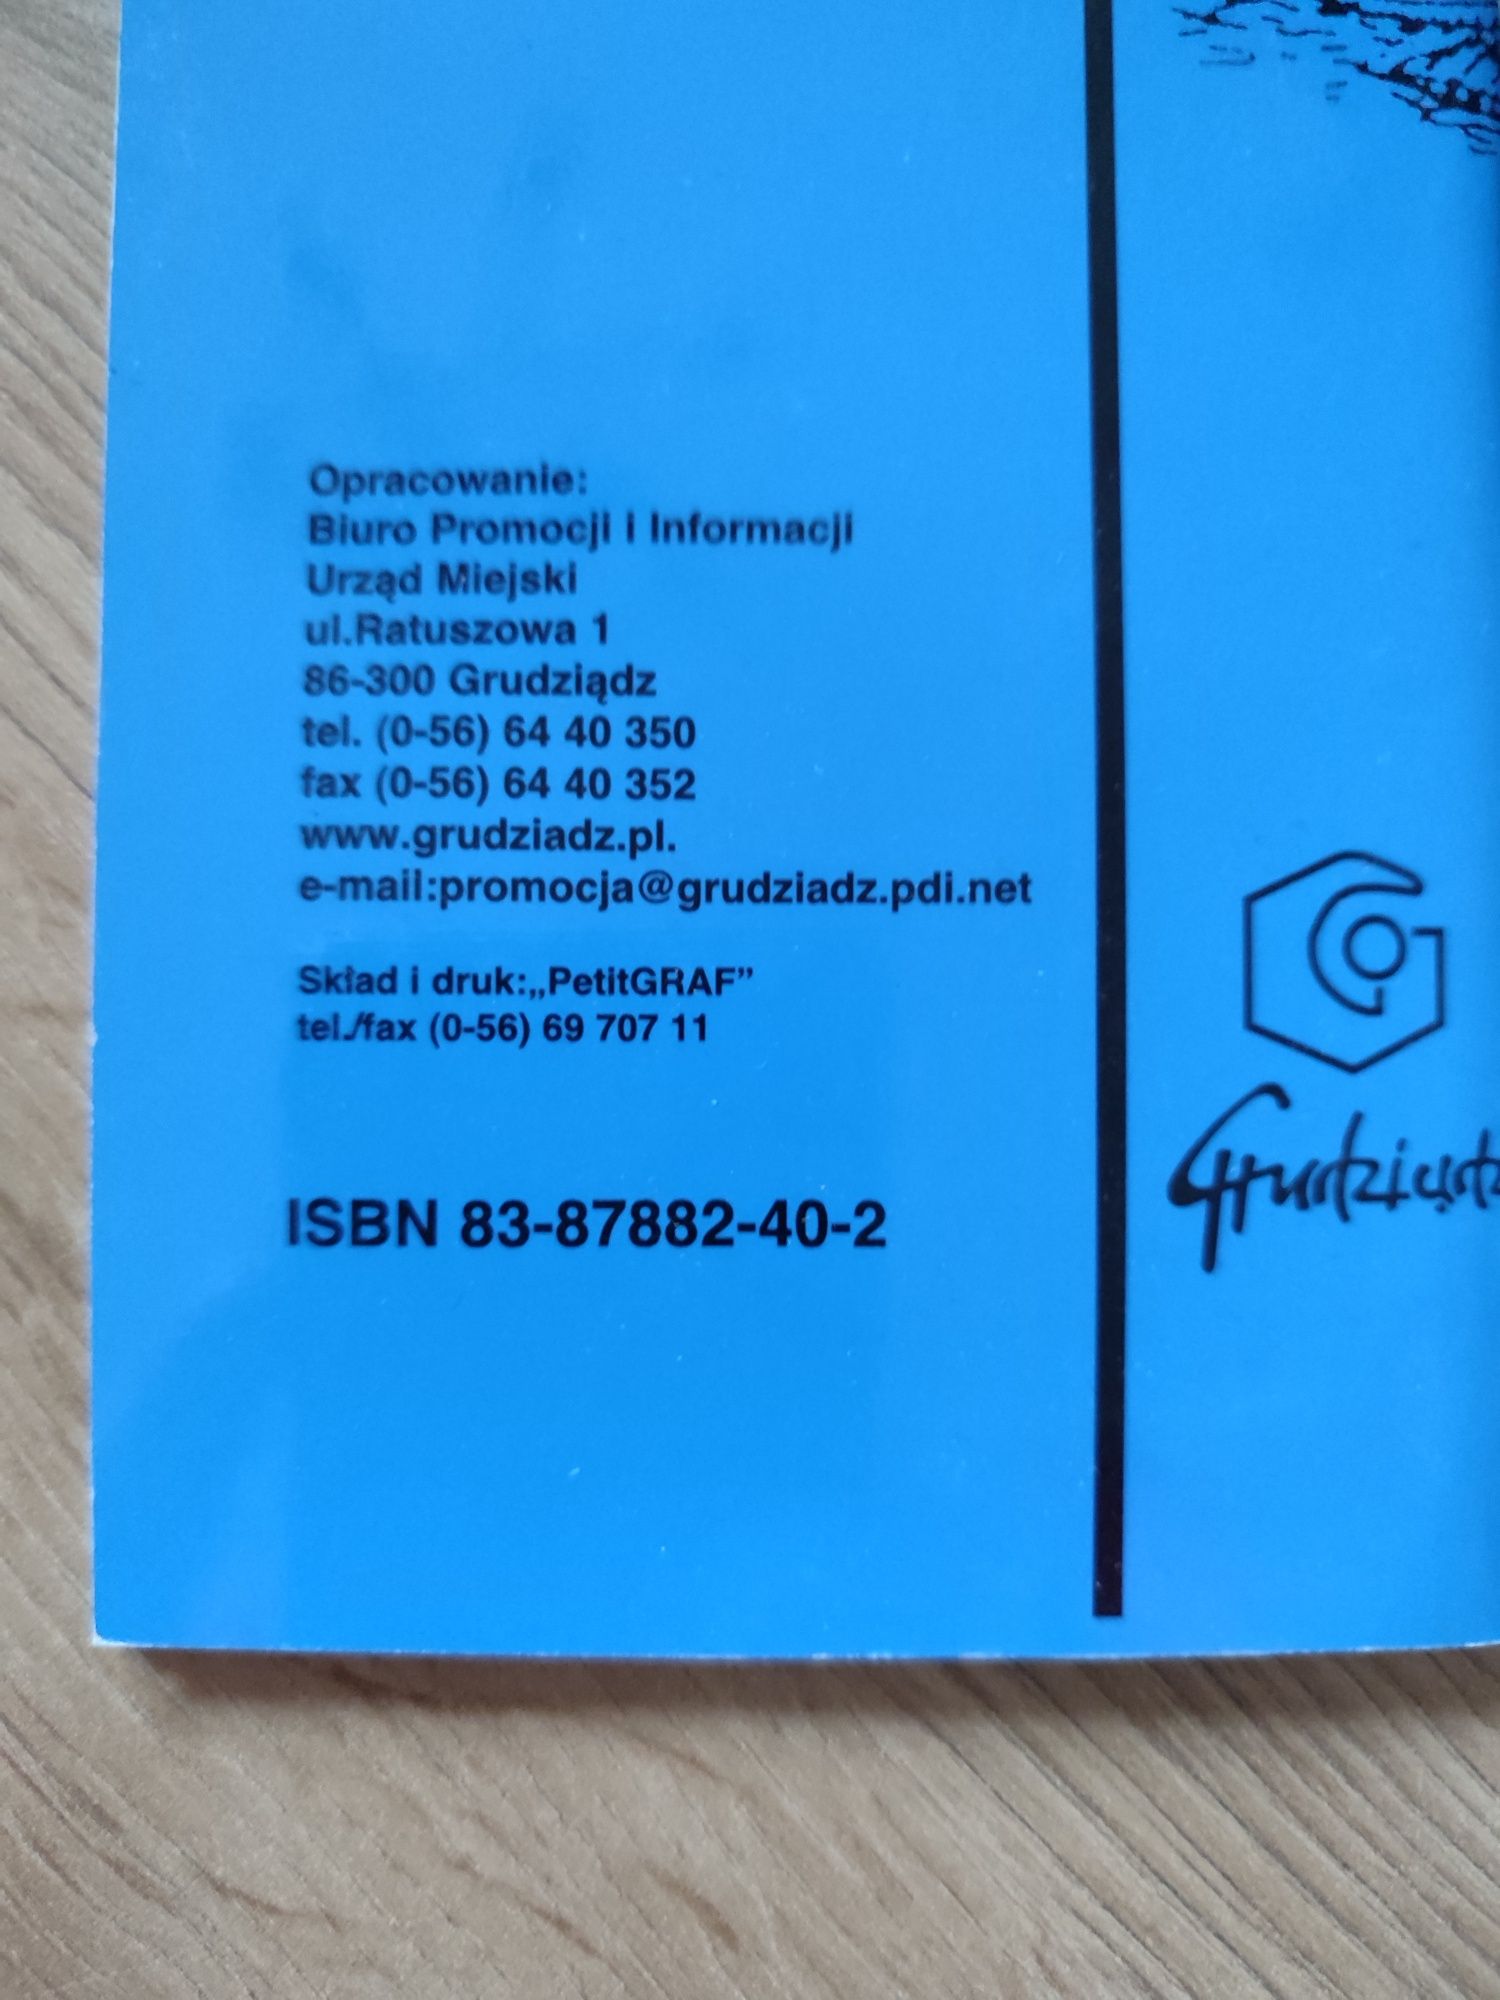 Opracowanie:
Biuro Promocji i Informacji
Urząd Miejski
ul.Ratuszowa 1
86-300 Grudziądz
tel. (0-56) 64 40 350
fax (0-56) 64 40 352
www.grudziadz.pl.
e-mail:promocja@grudziadz.pdi.net
Skład i druk:„PetitGRAF”
tel./fax (0-56) 69 707 11
ISBN 83-87882-40-2
Grudziądz